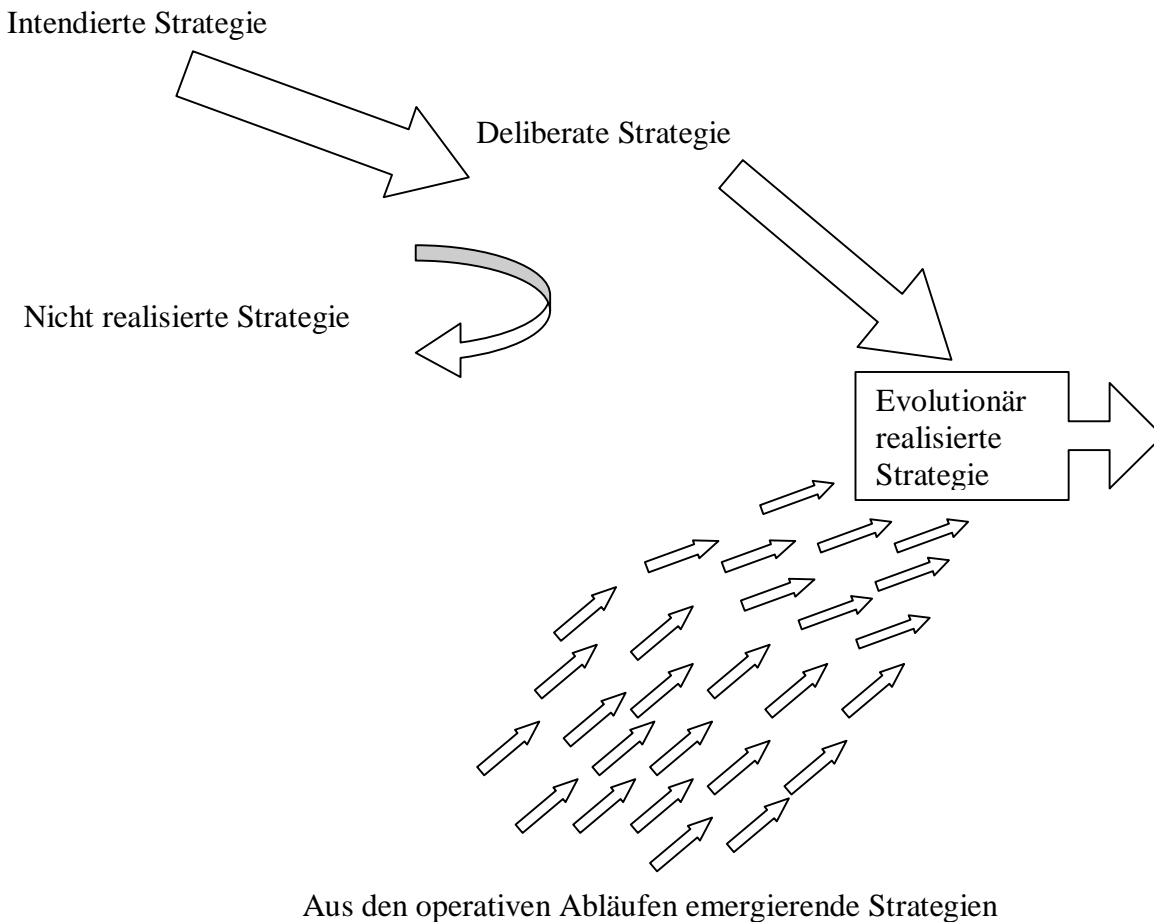 Intendierte Strategie
Deliberate Strategie
Nicht realisierte Strategie
Evolutionär
realisierte
Strategie
Aus den operativen Abläufen emergierende Strategien